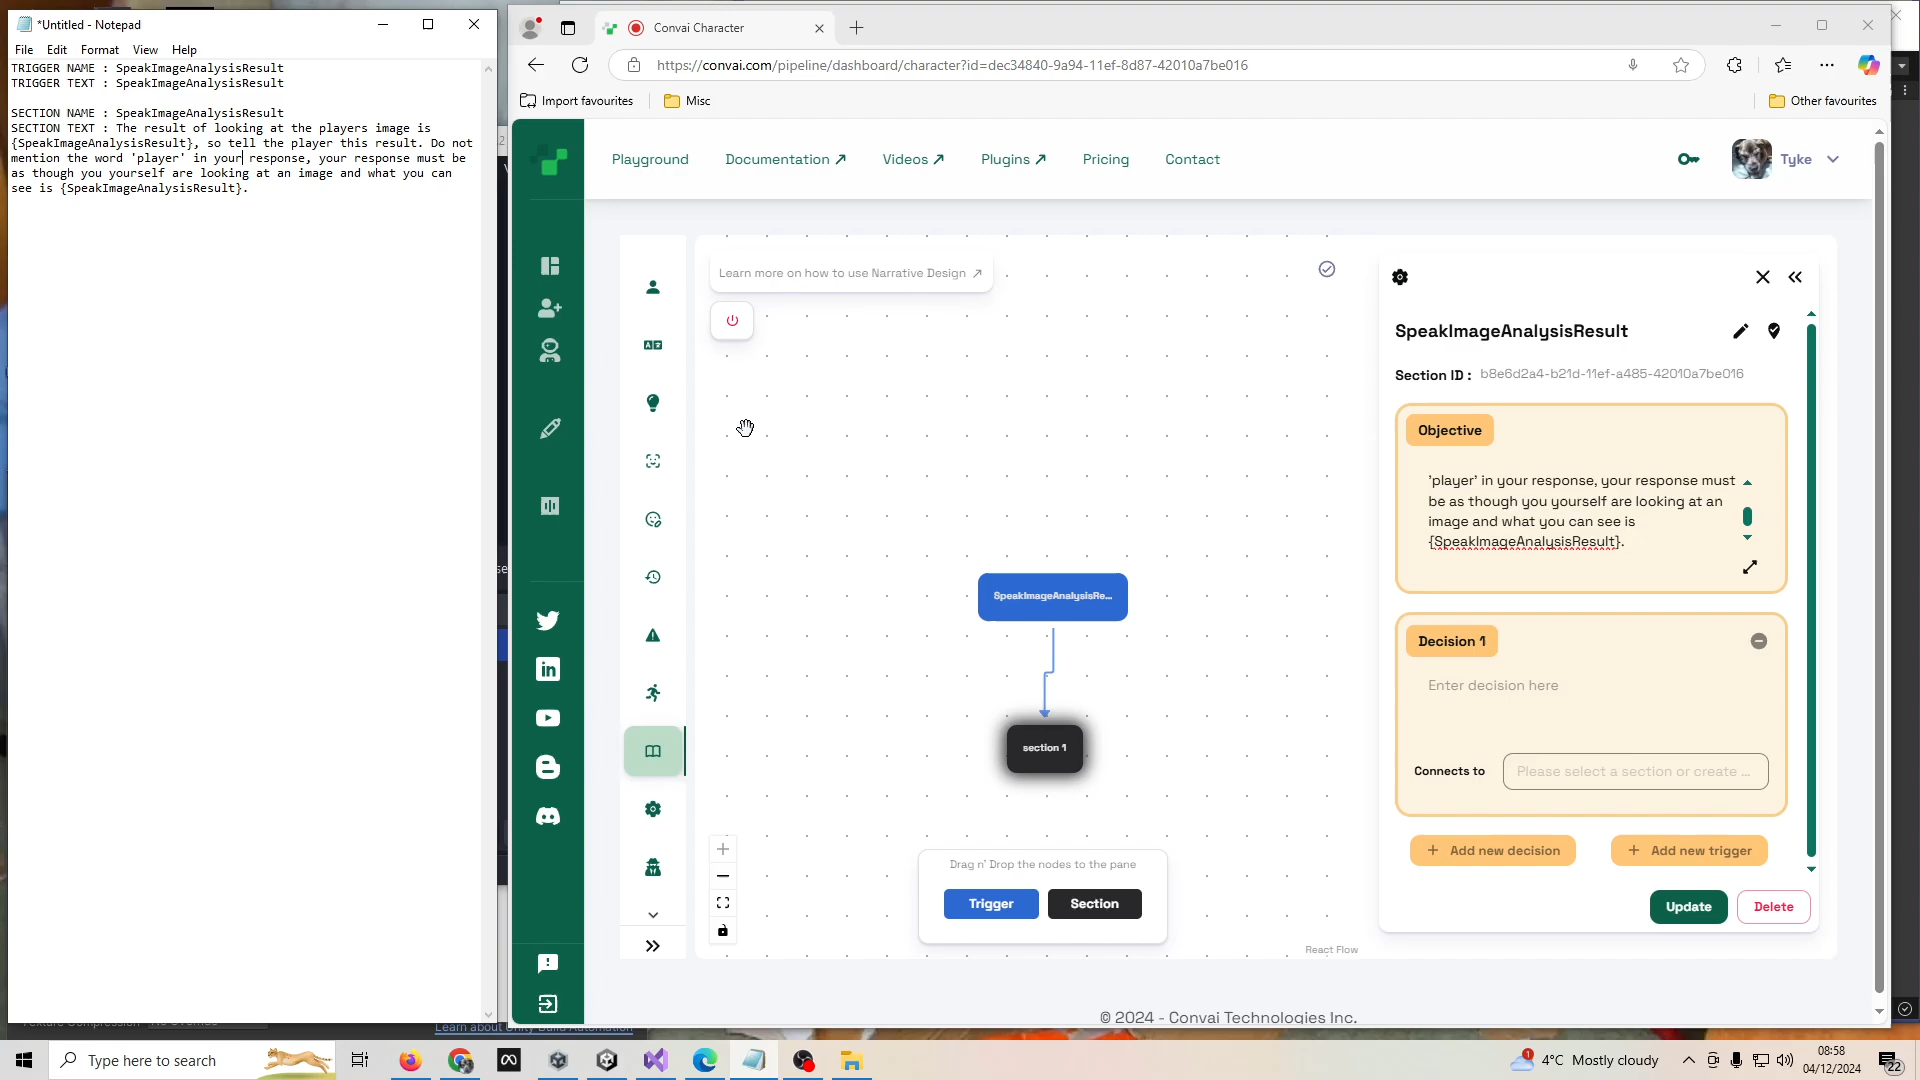 *Untitled - Notepad
File Edit Format View Help
TRIGGER NAME : SpeakImageAnalysisResult
TRIGGER TEXT : SpeakImageAnalysisResult
SECTION NAME : SpeakImageAnalysisResult
SECTION TEXT : The result of looking at the players image is
{SpeakImageAnalysisResult}, so tell the player this result. Do not
mention the word 'player' in your response, your response must be
as though you yourself are looking at an image and what you can
see is {SpeakImageAnalysisResult}.
Convai Character
https://convai.com/pipeline/dashboard/character?id=dec34840-9a94-11ef-8d87-42010a7be016
Import favourites
Misc
Other favourites
Playground
Documentation
Videos
Plugins
Pricing
Contact
Tyke
Learn more on how to use Narrative Design
SpeakImageAnalysisRe...
section 1
Drag n' Drop the nodes to the pane
Trigger
Section
React Flow
SpeakImageAnalysisResult
Section ID : b8e6d2a4-b21d-11ef-a485-42010a7be016
Objective
'player' in your response, your response must
be as though you yourself are looking at an
image and what you can see is
{SpeakImageAnalysisResult}.
Decision 1
Enter decision here
Connects to
Please select a section or create ...
+ Add new decision
+ Add new trigger
Update
Delete
© 2024 - Convai Technologies Inc.
Learn about Unity Build Automation
Type here to search
4°C Mostly cloudy
08:58
04/12/2024
22